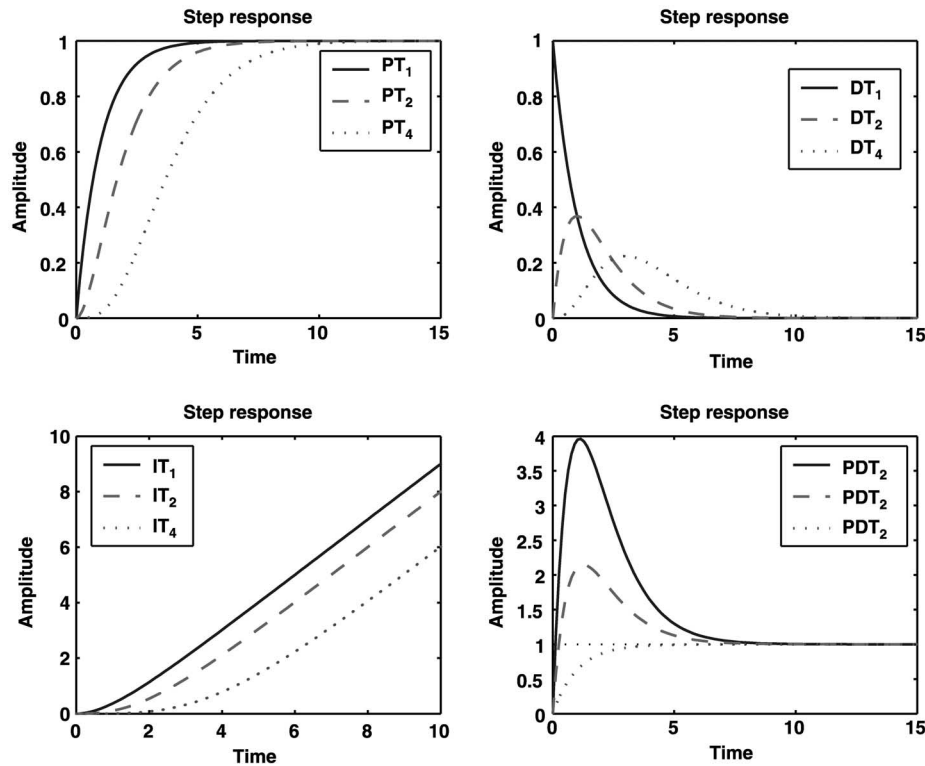 Step response
Amplitude
1
0.8
0.6
0.4
0.2
0
PT₁
PT₂
PT₄
0 5 10 15
Time
Step response
Amplitude
1
0.8
0.6
0.4
0.2
0
DT₁
DT₂
DT₄
0 5 10 15
Time
Step response
Amplitude
10
8
6
4
2
0
IT₁
IT₂
IT₄
0 2 4 6 8 10
Time
Step response
Amplitude
4
3.5
3
2.5
2
1.5
1
0.5
0
PDT₂
PDT₂
PDT₂
0 5 10 15
Time